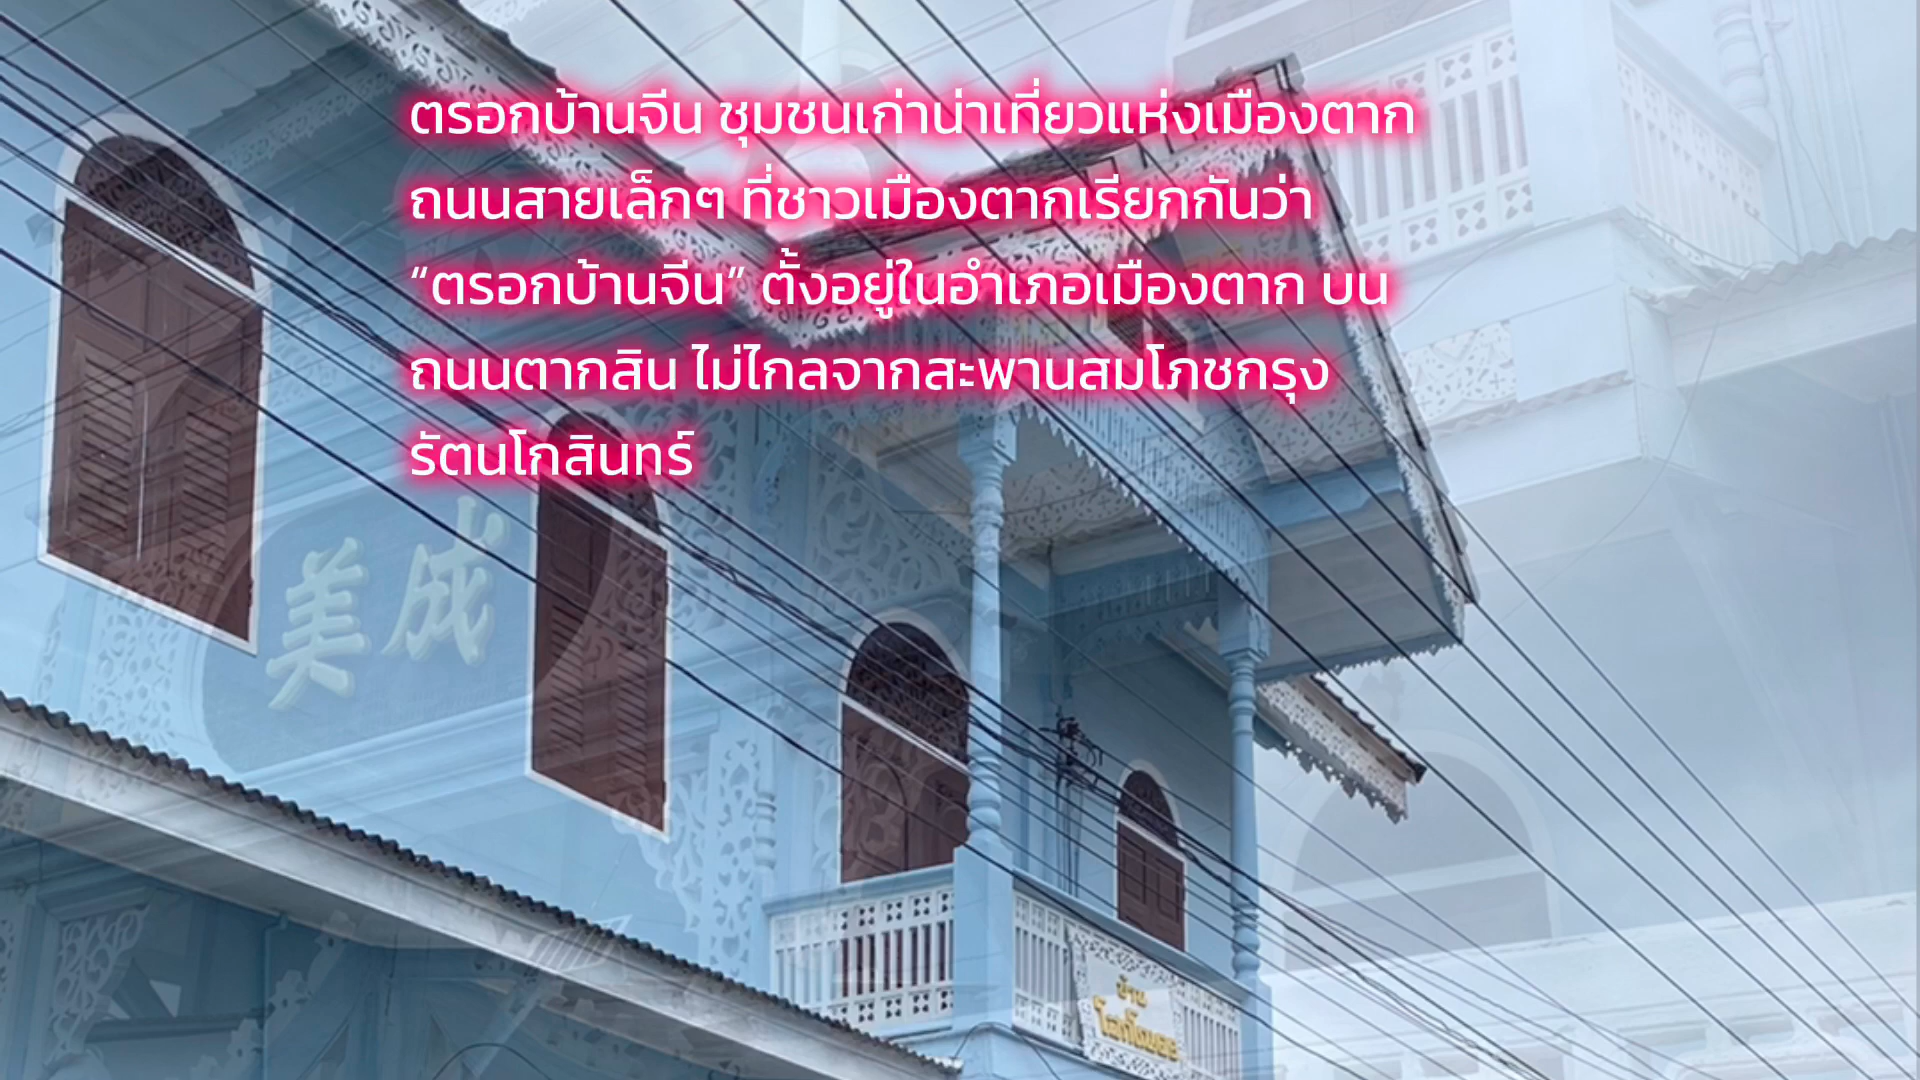 ตรอกบ้านจีน ชุมชนเก่าน่าเที่ยวแห่งเมืองตาก
ถนนสายเล็กๆ ที่ชาวเมืองตากเรียกกันว่า
“ตรอกบ้านจีน” ตั้งอยู่ในอำเภอเมืองตาก บน
ถนนตากสิน ไม่ไกลจากสะพานสมโภชกรุง
รัตนโกสินทร์
美成
บ้าน